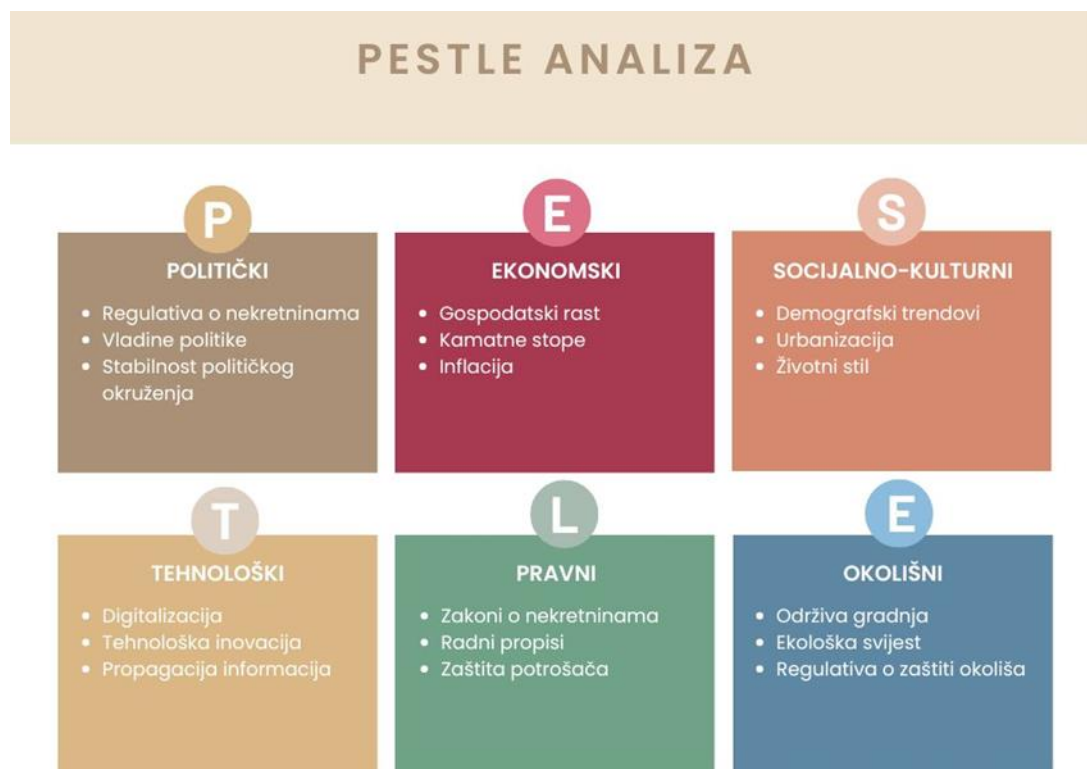 PESTLE ANALIZA
P
POLITIČKI
• Regulativa o nekretninama
• Vladine politike
• Stabilnost političkog
okruženja
E
EKONOMSKI
• Gospodatski rast
• Kamatne stope
• Inflacija
S
SOCIJALNO-KULTURNI
• Demografski trendovi
• Urbanizacija
• Životni stil
T
TEHNOLOŠKI
• Digitalizacija
• Tehnološka inovacija
• Propagacija informacija
L
PRAVNI
• Zakoni o nekretninama
• Radni propisi
• Zaštita potrošača
E
OKOLIŠNI
• Održiva gradnja
• Ekološka svijest
• Regulativa o zaštiti okoliša